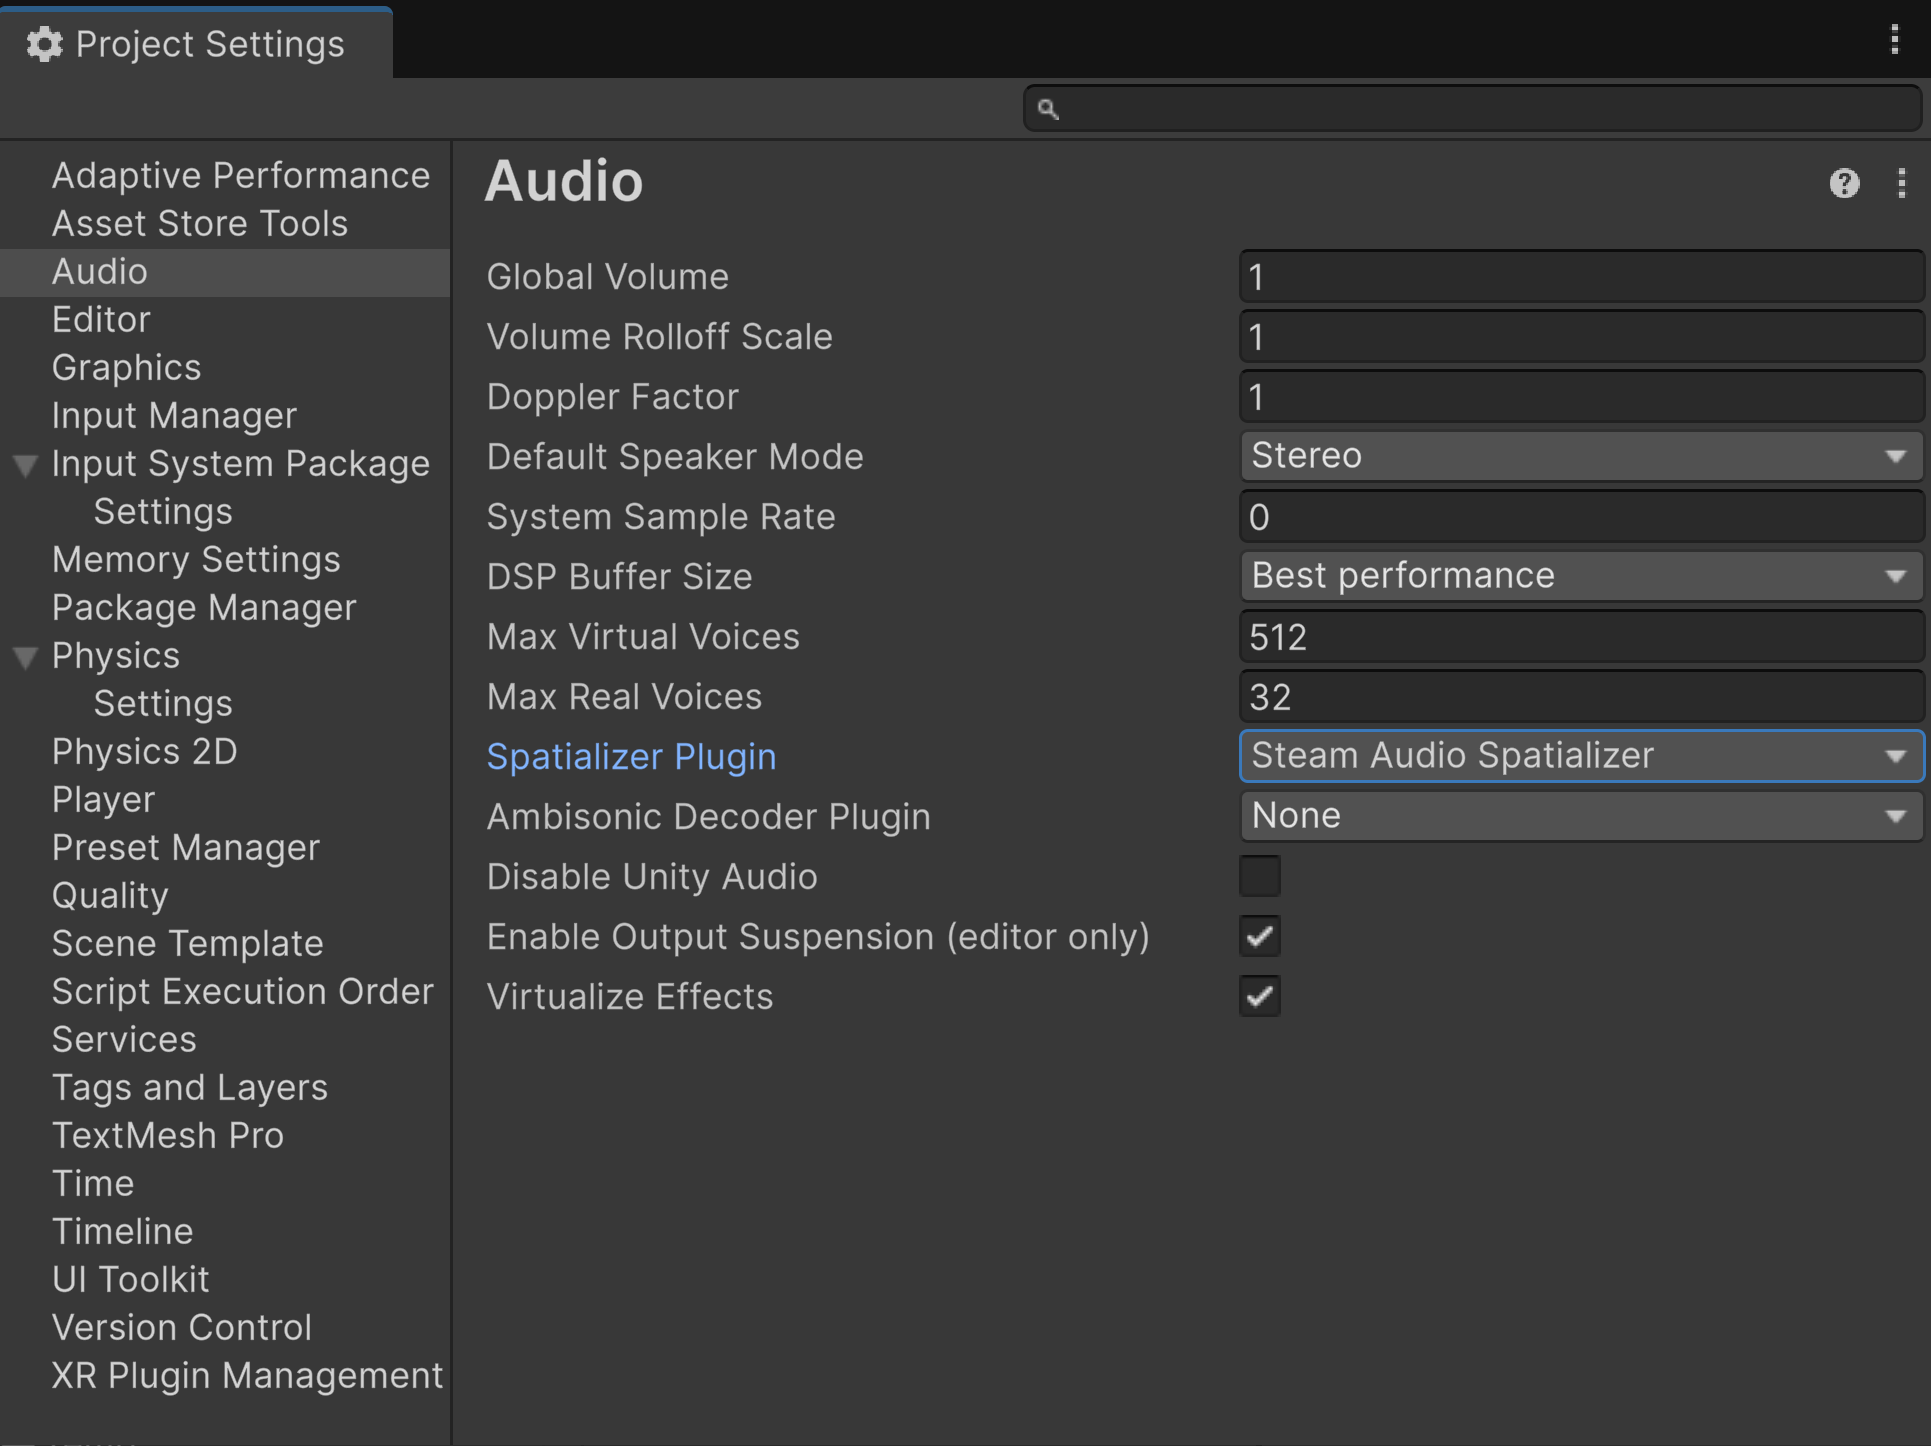 Project Settings
Adaptive Performance
Asset Store Tools
Audio
Editor
Graphics
Input Manager
Input System Package
Settings
Memory Settings
Package Manager
Physics
Settings
Physics 2D
Player
Preset Manager
Quality
Scene Template
Script Execution Order
Services
Tags and Layers
TextMesh Pro
Time
Timeline
UI Toolkit
Version Control
XR Plugin Management
Audio
Global Volume 1
Volume Rolloff Scale 1
Doppler Factor 1
Default Speaker Mode Stereo
System Sample Rate 0
DSP Buffer Size Best performance
Max Virtual Voices 512
Max Real Voices 32
Spatializer Plugin Steam Audio Spatializer
Ambisonic Decoder Plugin None
Disable Unity Audio
Enable Output Suspension (editor only)
Virtualize Effects